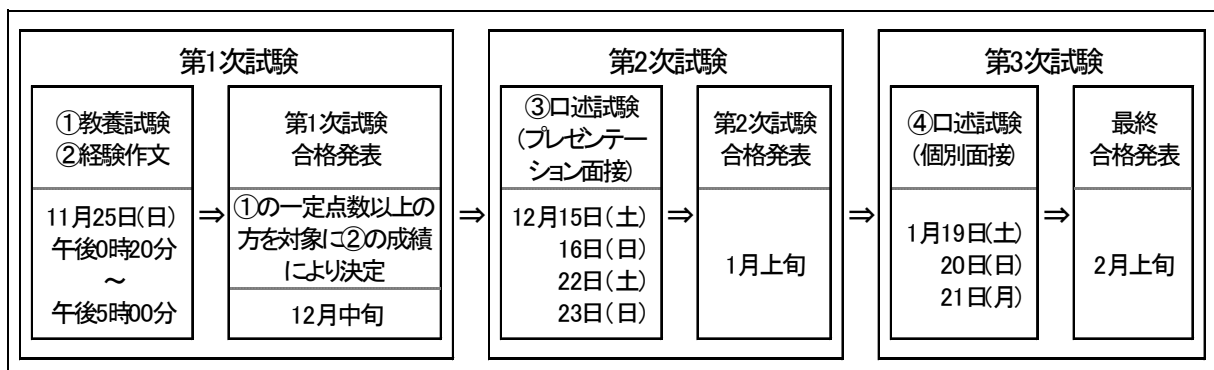 第1次試験
①教養試験
②経験作文
11月25日(日)
午後0時20分
～
午後5時00分
⇒
第1次試験
合格発表
①の一定点数以上の
方を対象に②の成績
により決定
12月中旬
⇒
第2次試験
③口述試験
(プレゼンテー
ション面接)
12月15日(土)
16日(日)
22日(土)
23日(日)
⇒
第2次試験
合格発表
1月上旬
⇒
第3次試験
④口述試験
(個別面接)
1月19日(土)
20日(日)
21日(月)
⇒
最終
合格発表
2月上旬